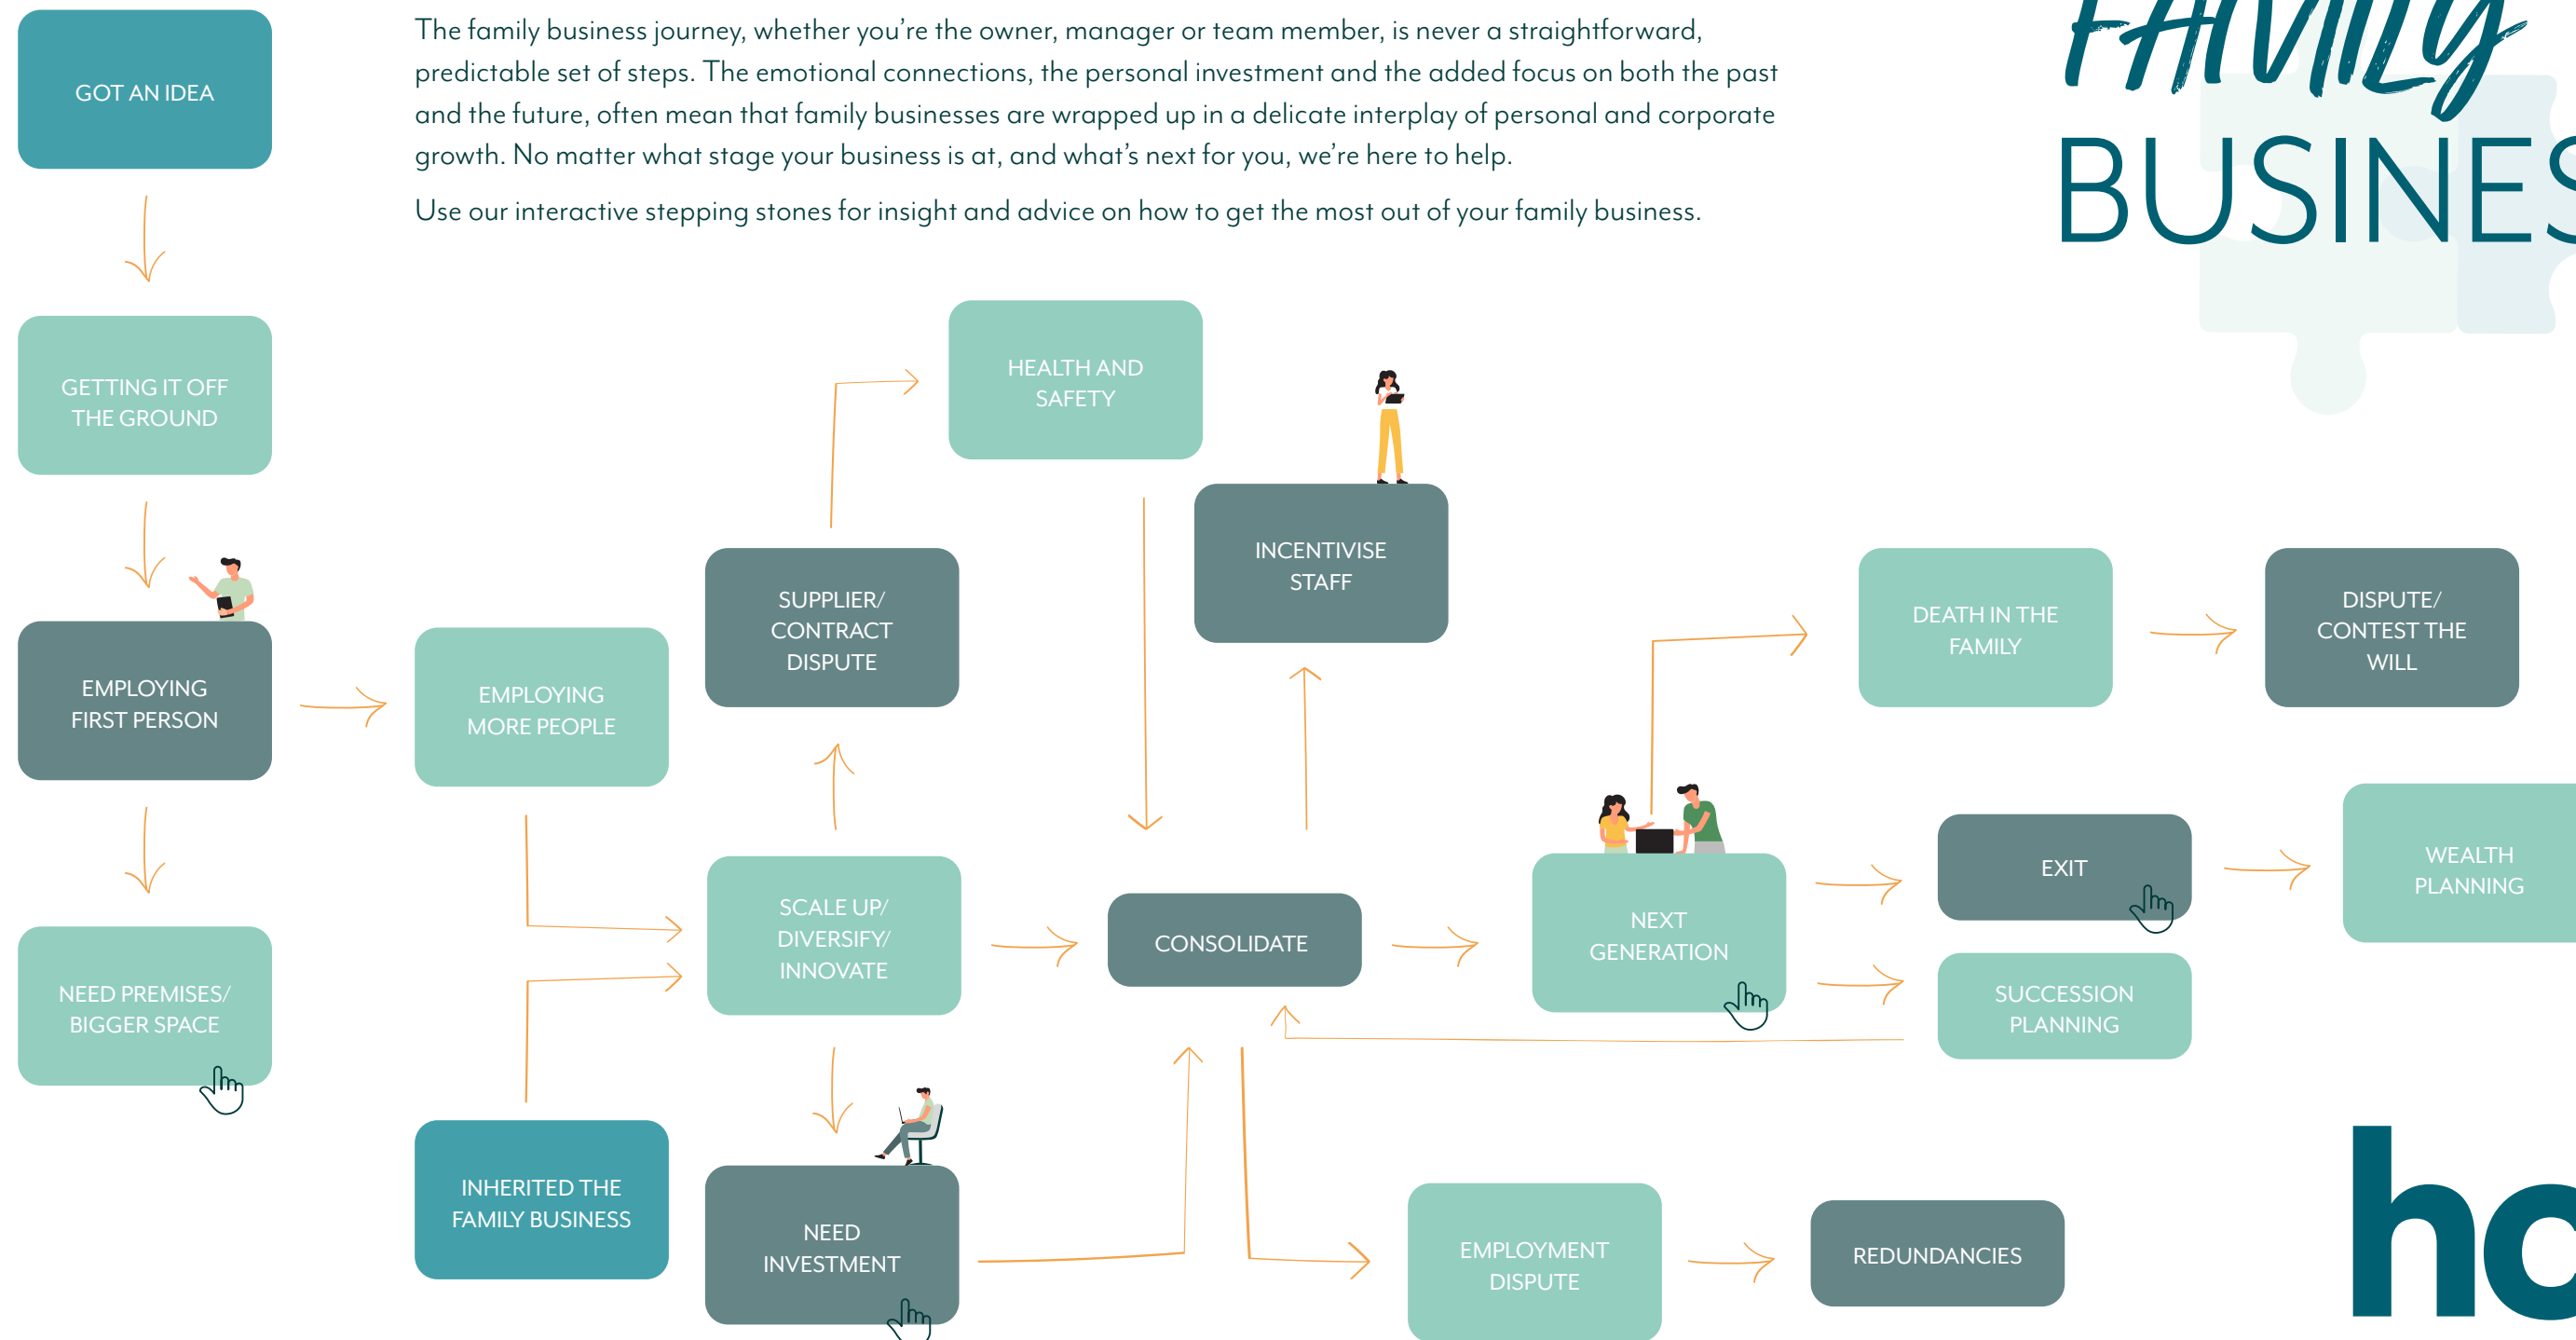 The family business journey, whether you’re the owner, manager or team member, is never a straightforward,
predictable set of steps. The emotional connections, the personal investment and the added focus on both the past
and the future, often mean that family businesses are wrapped up in a delicate interplay of personal and corporate
growth. No matter what stage your business is at, and what’s next for you, we’re here to help.
Use our interactive stepping stones for insight and advice on how to get the most out of your family business.
FAMILY
BUSINES
GOT AN IDEA
GETTING IT OFF
THE GROUND
EMPLOYING
FIRST PERSON
NEED PREMISES/
BIGGER SPACE
EMPLOYING
MORE PEOPLE
INHERITED THE
FAMILY BUSINESS
SUPPLIER/
CONTRACT
DISPUTE
SCALE UP/
DIVERSIFY/
INNOVATE
NEED
INVESTMENT
HEALTH AND
SAFETY
INCENTIVISE
STAFF
CONSOLIDATE
EMPLOYMENT
DISPUTE
REDUNDANCIES
NEXT
GENERATION
DEATH IN THE
FAMILY
DISPUTE/
CONTEST THE
WILL
EXIT
WEALTH
PLANNING
SUCCESSION
PLANNING